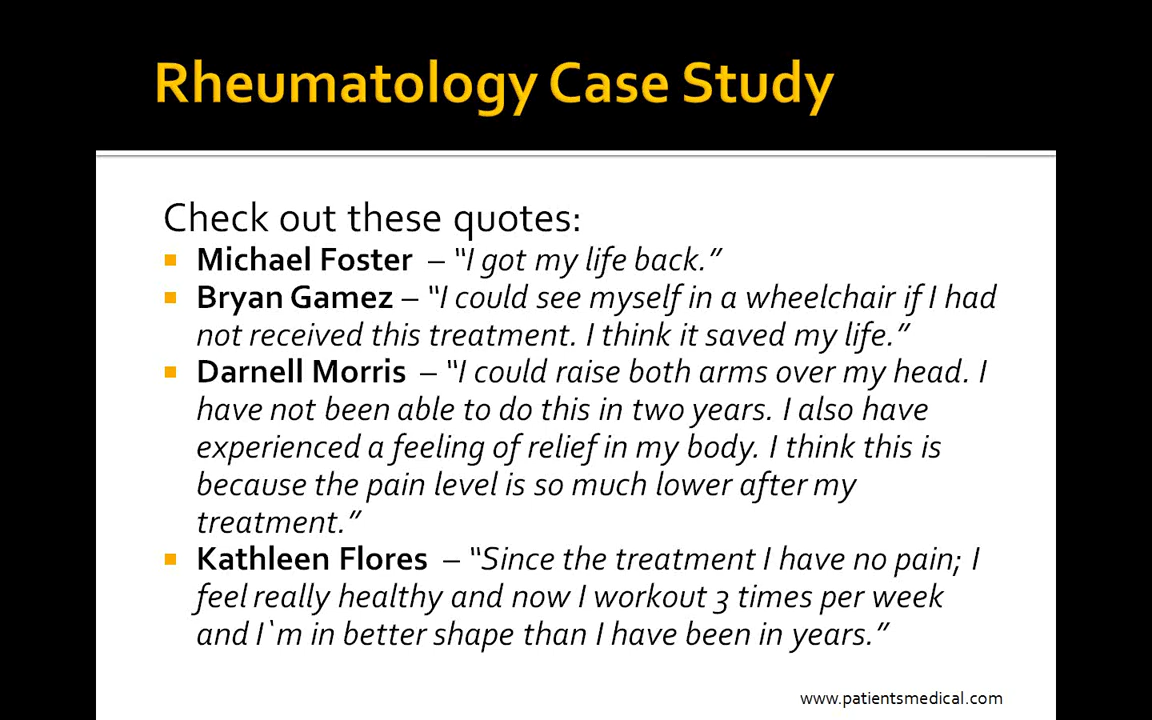 Rheumatology Case Study
Check out these quotes:
Michael Foster – “I got my life back.”
Bryan Gamez – “I could see myself in a wheelchair if I had
not received this treatment. I think it saved my life.”
Darnell Morris – “I could raise both arms over my head. I
have not been able to do this in two years. I also have
experienced a feeling of relief in my body. I think this is
because the pain level is so much lower after my
treatment.”
Kathleen Flores – “Since the treatment I have no pain; I
feel really healthy and now I workout 3 times per week
and I`m in better shape than I have been in years.”
www.patientsmedical.com